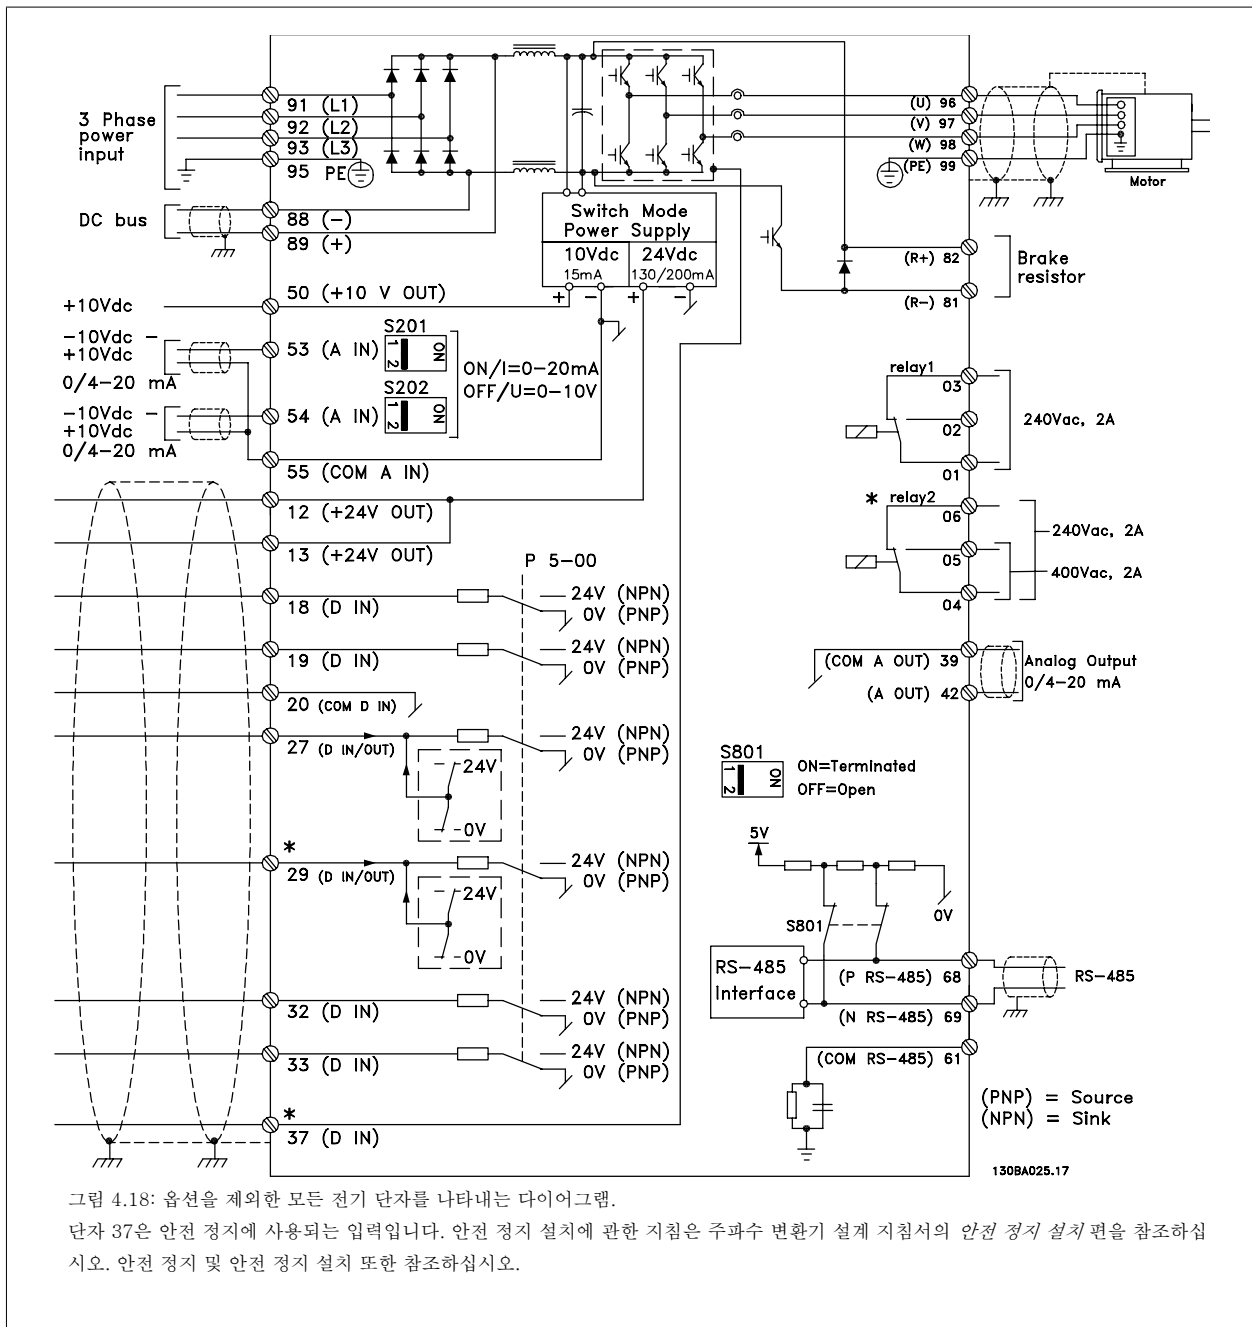 3 Phase
power
input
91 (L1)
92 (L2)
93 (L3)
95 PE
DC bus
88 (−)
89 (+)
+10Vdc
50 (+10 V OUT)
−10Vdc −
+10Vdc
0/4−20 mA
53 (A IN)
S201
1 2
ON
−10Vdc −
+10Vdc
0/4−20 mA
54 (A IN)
S202
1 2
ON
ON/I=0−20mA
OFF/U=0−10V
55 (COM A IN)
12 (+24V OUT)
13 (+24V OUT)
P 5-00
18 (D IN)
24V (NPN)
0V (PNP)
19 (D IN)
24V (NPN)
0V (PNP)
20 (COM D IN)
27 (D IN/OUT)
24V (NPN)
0V (PNP)
24V
0V
*
29 (D IN/OUT)
24V (NPN)
0V (PNP)
24V
0V
32 (D IN)
24V (NPN)
0V (PNP)
33 (D IN)
24V (NPN)
0V (PNP)
*
37 (D IN)
Switch Mode
Power Supply
10Vdc
15mA
24Vdc
130/200mA
+ − + −
(U) 96
(V) 97
(W) 98
(PE) 99
Motor
(R+) 82
(R−) 81
Brake
resistor
relay1
03
02
01
240Vac, 2A
* relay2
06
05
04
240Vac, 2A
400Vac, 2A
(COM A OUT) 39
(A OUT) 42
Analog Output
0/4−20 mA
S801
1 2
ON
ON=Terminated
OFF=Open
5V
S801
0V
RS−485
Interface
(P RS−485) 68
(N RS−485) 69
RS−485
(COM RS−485) 61
(PNP) = Source
(NPN) = Sink
130BA025.17
그림 4.18: 옵션을 제외한 모든 전기 단자를 나타내는 다이어그램.
단자 37은 안전 정지에 사용되는 입력입니다. 안전 정지 설치에 관한 지침은 주파수 변환기 설계 지침서의 안전 정지 설치 편을 참조하십
시오. 안전 정지 및 안전 정지 설치 또한 참조하십시오.